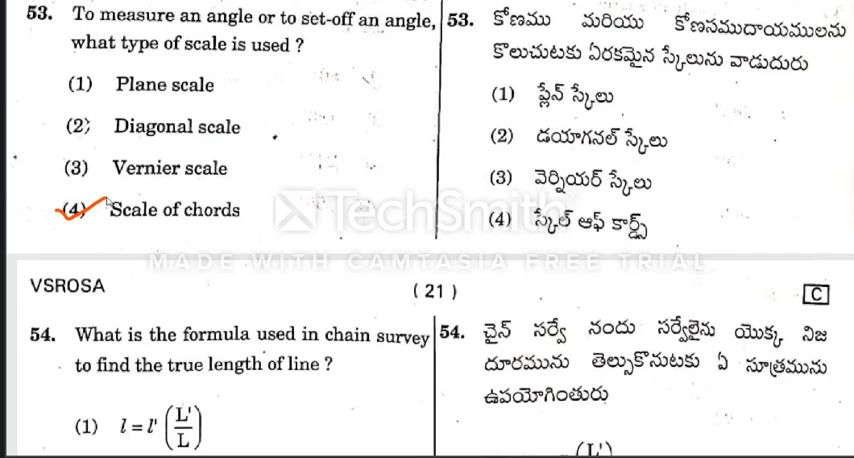 53. To measure an angle or to set-off an angle,
what type of scale is used ?
(1) Plane scale
(2) Diagonal scale
(3) Vernier scale
(4) Scale of chords
53. కోణము మరియు కోణసముదాయములను
కొలుచుటకు ఏరకమైన స్కేలును వాడుదురు
(1) ప్లేన్ స్కేలు
(2) డయాగనల్ స్కేలు
(3) వెర్నియర్ స్కేలు
(4) స్కేల్ ఆఫ్ కార్డ్స్
TechSmith
MADE WITH CAMTASIA FREE TRIAL
VSROSA
( 21 )
C
54. What is the formula used in chain survey
to find the true length of line ?
(1) l = l' (L'/L)
54. చైన్ సర్వే నందు సర్వేలైను యొక్క నిజ
దూరమును తెల్సుకొనుటకు ఏ సూత్రమును
ఉపయోగింతురు
(L')